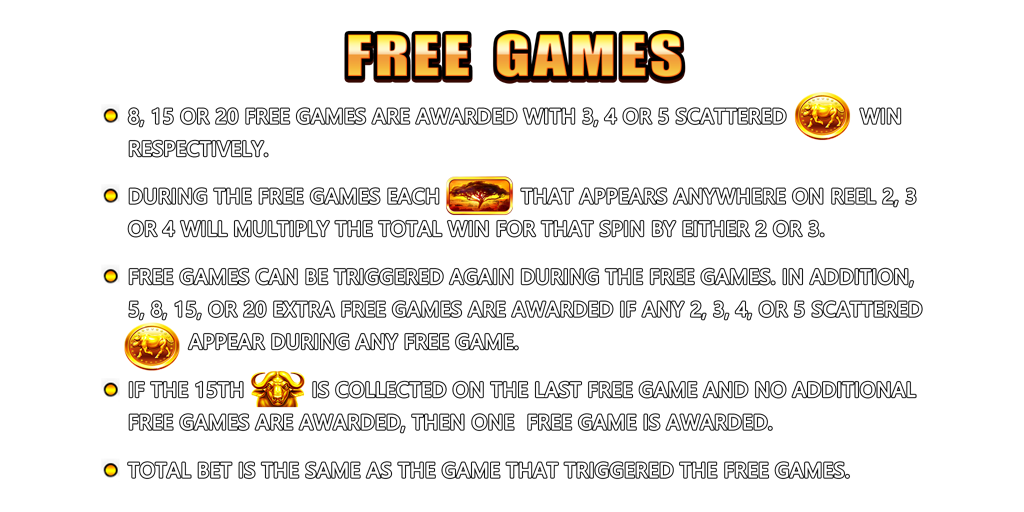 FREE GAMES
8, 15 OR 20 FREE GAMES ARE AWARDED WITH 3, 4 OR 5 SCATTERED WIN
RESPECTIVELY.
DURING THE FREE GAMES EACH THAT APPEARS ANYWHERE ON REEL 2, 3
OR 4 WILL MULTIPLY THE TOTAL WIN FOR THAT SPIN BY EITHER 2 OR 3.
FREE GAMES CAN BE TRIGGERED AGAIN DURING THE FREE GAMES. IN ADDITION,
5, 8, 15, OR 20 EXTRA FREE GAMES ARE AWARDED IF ANY 2, 3, 4, OR 5 SCATTERED
APPEAR DURING ANY FREE GAME.
IF THE 15TH IS COLLECTED ON THE LAST FREE GAME AND NO ADDITIONAL
FREE GAMES ARE AWARDED, THEN ONE FREE GAME IS AWARDED.
TOTAL BET IS THE SAME AS THE GAME THAT TRIGGERED THE FREE GAMES.